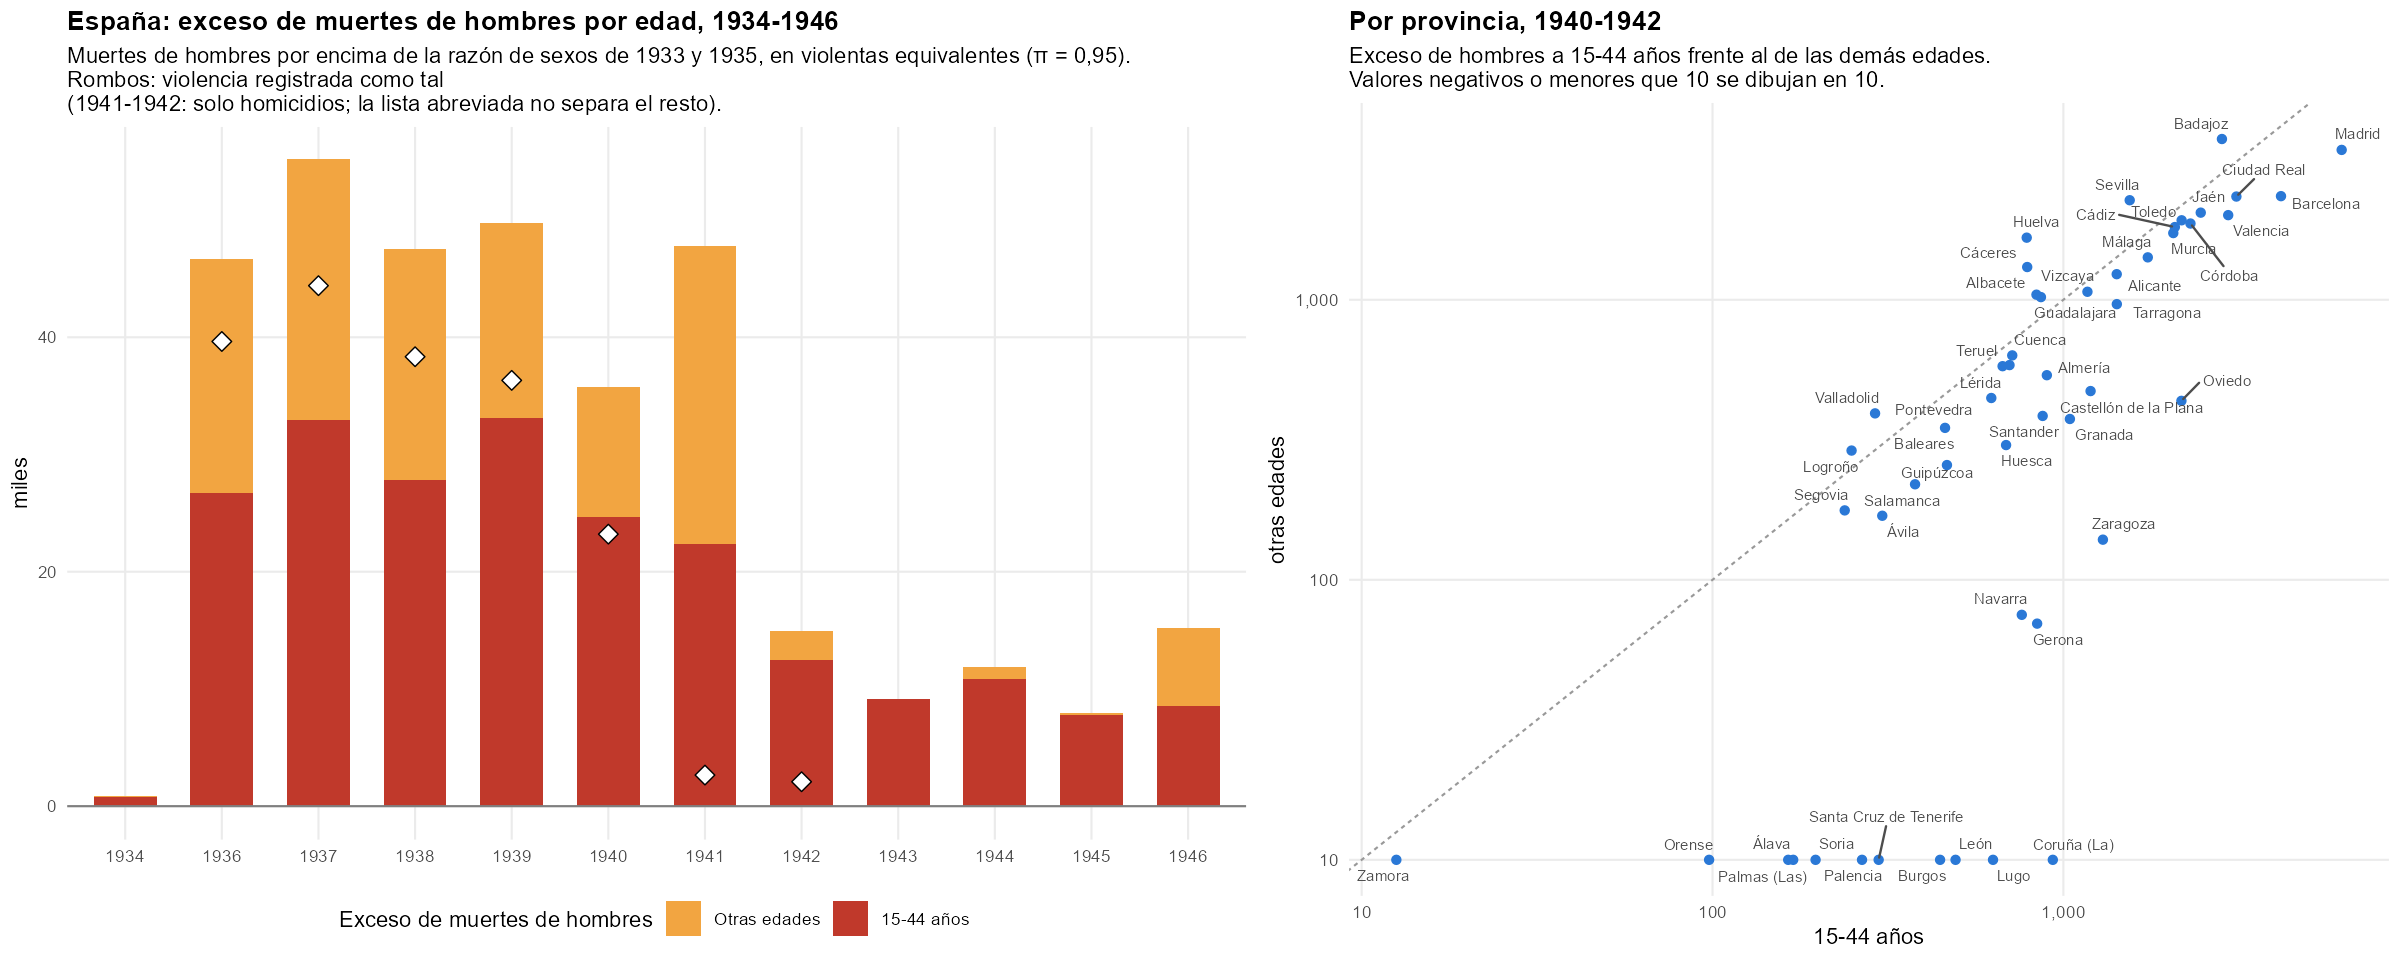 España: exceso de muertes de hombres por edad, 1934-1946
Muertes de hombres por encima de la razón de sexos de 1933 y 1935, en violentas equivalentes (π = 0,95).
Rombos: violencia registrada como tal
(1941-1942: solo homicidios; la lista abreviada no separa el resto).
miles
40
20
0
1934
1936
1937
1938
1939
1940
1941
1942
1943
1944
1945
1946
Exceso de muertes de hombres
Otras edades
15-44 años
Por provincia, 1940-1942
Exceso de hombres a 15-44 años frente al de las demás edades.
Valores negativos o menores que 10 se dibujan en 10.
otras edades
1,000
100
10
Badajoz
Madrid
Ciudad Real
Sevilla
Jaén
Barcelona
Cádiz
Toledo
Huelva
Valencia
Málaga
Murcia
Cáceres
Córdoba
Albacete
Vizcaya
Alicante
Guadalajara
Tarragona
Cuenca
Teruel
Almería
Lérida
Oviedo
Valladolid
Pontevedra
Castellón de la Plana
Santander
Granada
Baleares
Huesca
Logroño
Guipúzcoa
Segovia
Salamanca
Ávila
Zaragoza
Navarra
Gerona
Santa Cruz de Tenerife
Orense
Álava
Soria
León
Coruña (La)
Zamora
Palmas (Las)
Palencia
Burgos
Lugo
10
100
1,000
15-44 años